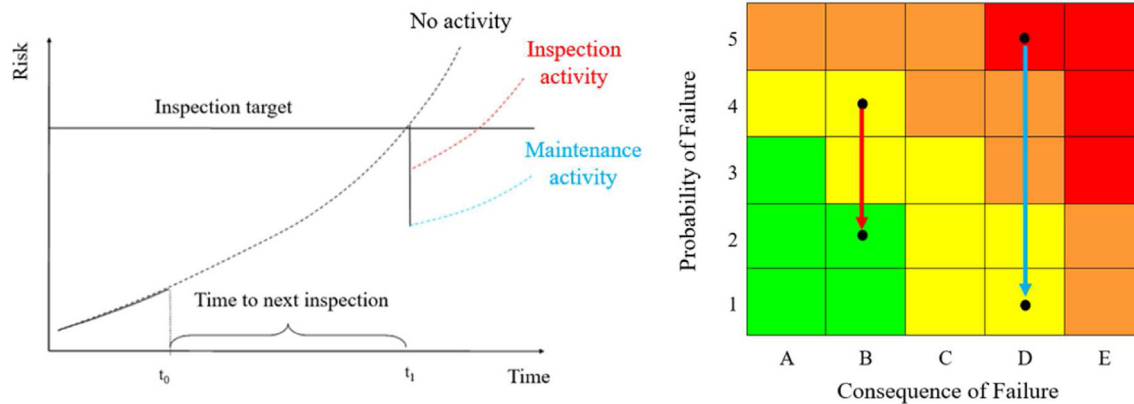 No activity
Risk
Inspection
activity
Inspection target
Maintenance
activity
Time to next inspection
t0
t1
Time
Probability of Failure
5
4
3
2
1
A B C D E
Consequence of Failure